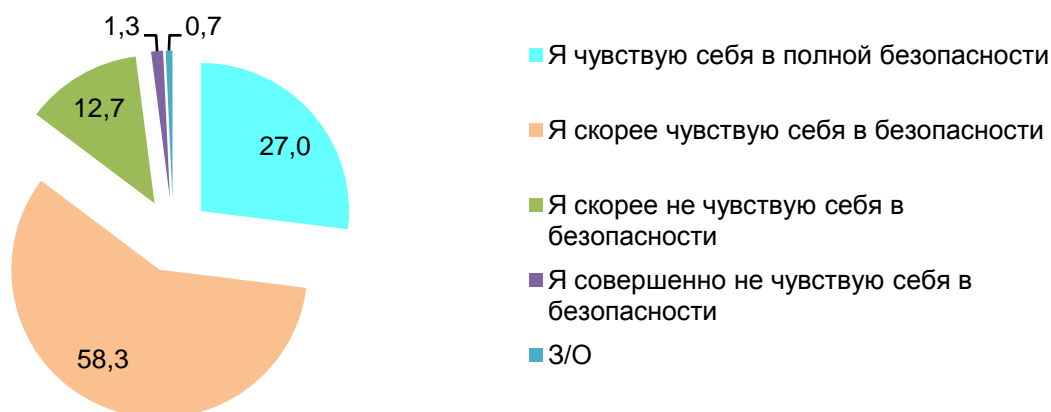 1,3
0,7
12,7
27,0
58,3
Я чувствую себя в полной безопасности
Я скорее чувствую себя в безопасности
Я скорее не чувствую себя в
безопасности
Я совершенно не чувствую себя в
безопасности
З/О